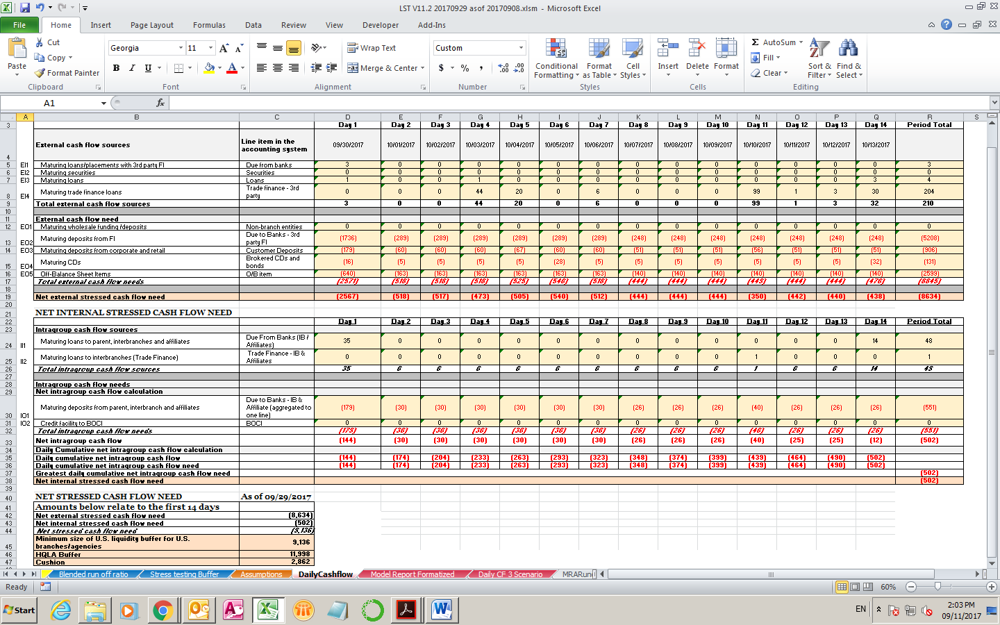 LST V11.2 20170929 asof 20170908.xlsm - Microsoft Excel
File Home Insert Page Layout Formulas Data Review View Developer Add-Ins
Paste Cut Copy Format Painter Clipboard
Georgia 11 A A B I U A Font
Wrap Text Merge & Center Alignment
Custom $ % , .00 .0 Number
Conditional Formatting Format as Table Cell Styles Styles
Insert Delete Format Cells
Σ AutoSum Fill Clear Sort & Filter Find & Select Editing
A1 fx
A B C D E F G H I J K L M N O P Q R S
3 Day 1 Day 2 Day 3 Day 4 Day 5 Day 6 Day 7 Day 8 Day 9 Day 10 Day 11 Day 12 Day 13 Day 14 Period Total
4 External cash flow sources Line item in the accounting system 09/30/2017 10/01/2017 10/02/2017 10/03/2017 10/04/2017 10/05/2017 10/06/2017 10/07/2017 10/08/2017 10/09/2017 10/10/2017 10/11/2017 10/12/2017 10/13/2017
5 EI1 Maturing loans/placements with 3rd party FI Due from banks 3 0 0 0 0 0 0 0 0 0 0 0 0 0 3
6 EI2 Maturing securities Securities 0 0 0 0 0 0 0 0 0 0 0 0 0 0 0
7 EI3 Maturing loans Loans 1 0 0 1 0 0 0 0 0 0 0 0 0 3 4
8 EI4 Maturing trade finance loans Trade finance - 3rd party 0 0 0 44 20 0 6 0 0 0 99 1 3 30 204
9 Total external cash flow sources 3 0 0 44 20 0 6 0 0 0 99 1 3 32 210
10
11 External cash flow need
12 EO1 Maturing wholesale funding /deposits Non-branch entities 0 0 0 0 0 0 0 0 0 0 0 0 0 0 0
13 EO2 Maturing deposits from FI Due to Banks - 3rd party FI (1736) (289) (289) (289) (289) (289) (289) (248) (248) (248) (248) (248) (248) (248) (5208)
14 EO3 Maturing deposits from corporate and retail Customer Deposits (179) (60) (60) (60) (67) (60) (60) (51) (51) (51) (56) (51) (51) (51) (906)
15 EO4 Maturing CDs Brokered CDs and bonds (16) (5) (5) (5) (5) (28) (5) (5) (5) (5) (5) (5) (5) (32) (131)
16 EO5 Off-Balance Sheet Items O/B item (640) (163) (163) (163) (163) (163) (163) (140) (140) (140) (140) (140) (140) (140) (2599)
17 Total external cash flow needs (2571) (518) (518) (518) (525) (540) (518) (444) (444) (444) (449) (444) (444) (470) (8845)
18
19 Net external stressed cash flow need (2567) (518) (517) (473) (505) (540) (512) (444) (444) (444) (350) (442) (440) (438) (8634)
20
21 NET INTERNAL STRESSED CASH FLOW NEED
22 Day 1 Day 2 Day 3 Day 4 Day 5 Day 6 Day 7 Day 8 Day 9 Day 10 Day 11 Day 12 Day 13 Day 14 Period Total
23 Intragroup cash flow sources
24 II1 Maturing loans to parent, interbranches and affiliates Due From Banks (IB / Affiliates) 35 0 0 0 0 0 0 0 0 0 0 0 0 14 48
25 II2 Maturing loans to interbranches (Trade Finance) Trade Finance - IB & Affiliates 0 0 0 0 0 0 0 0 0 0 1 0 0 0 1
26 Total intragroup cash flow sources 35 0 0 0 0 0 0 0 0 0 1 0 0 14 49
27
28 Intragroup cash flow needs
29 Net intragroup cash flow calculation
30 IO1 Maturing deposits from parent, interbranch and affiliates Due to Banks - IB & Affiliate (aggregated to one line) (179) (30) (30) (30) (30) (30) (30) (26) (26) (26) (40) (26) (26) (26) (551)
31 IO2 Credit facility to BOCI BOCI 0 0 0 0 0 0 0 0 0 0 0 0 0 0 0
32 Total intragroup cash flow needs (179) (30) (30) (30) (30) (30) (30) (26) (26) (26) (40) (26) (26) (26) (551)
33 Net intragroup cash flow (144) (30) (30) (30) (30) (30) (30) (26) (26) (26) (40) (25) (25) (12) (502)
34 Daily Cumulative net intragroup cash flow calculation
35 Daily cumulative net intragroup cash flow (144) (174) (204) (233) (263) (293) (323) (348) (374) (399) (439) (464) (490) (502)
36 Daily cumulative net intragroup cash flow need (144) (174) (204) (233) (263) (293) (323) (348) (374) (399) (439) (464) (490) (502)
37 Greatest daily cumulative net intragroup cash flow need (502)
38 Net internal stressed cash flow need (502)
39
40 NET STRESSED CASH FLOW NEED As of 09/29/2017
41 Amounts below relate to the first 14 days
42 Net external stressed cash flow need (8,634)
43 Net internal stressed cash flow need (502)
44 Net stressed cash flow need (9,136)
45 Minimum size of U.S. liquidity buffer for U.S. branches/agencies 9,136
46 HQLA Buffer 11,998
47 Cushion 2,862
Blended run off ratio Stress testing Buffer Assumptions DailyCashflow Model Report Formatized Daily CF 3 Scenario MRARun
Ready 60%
Start EN 2:03 PM
09/11/2017